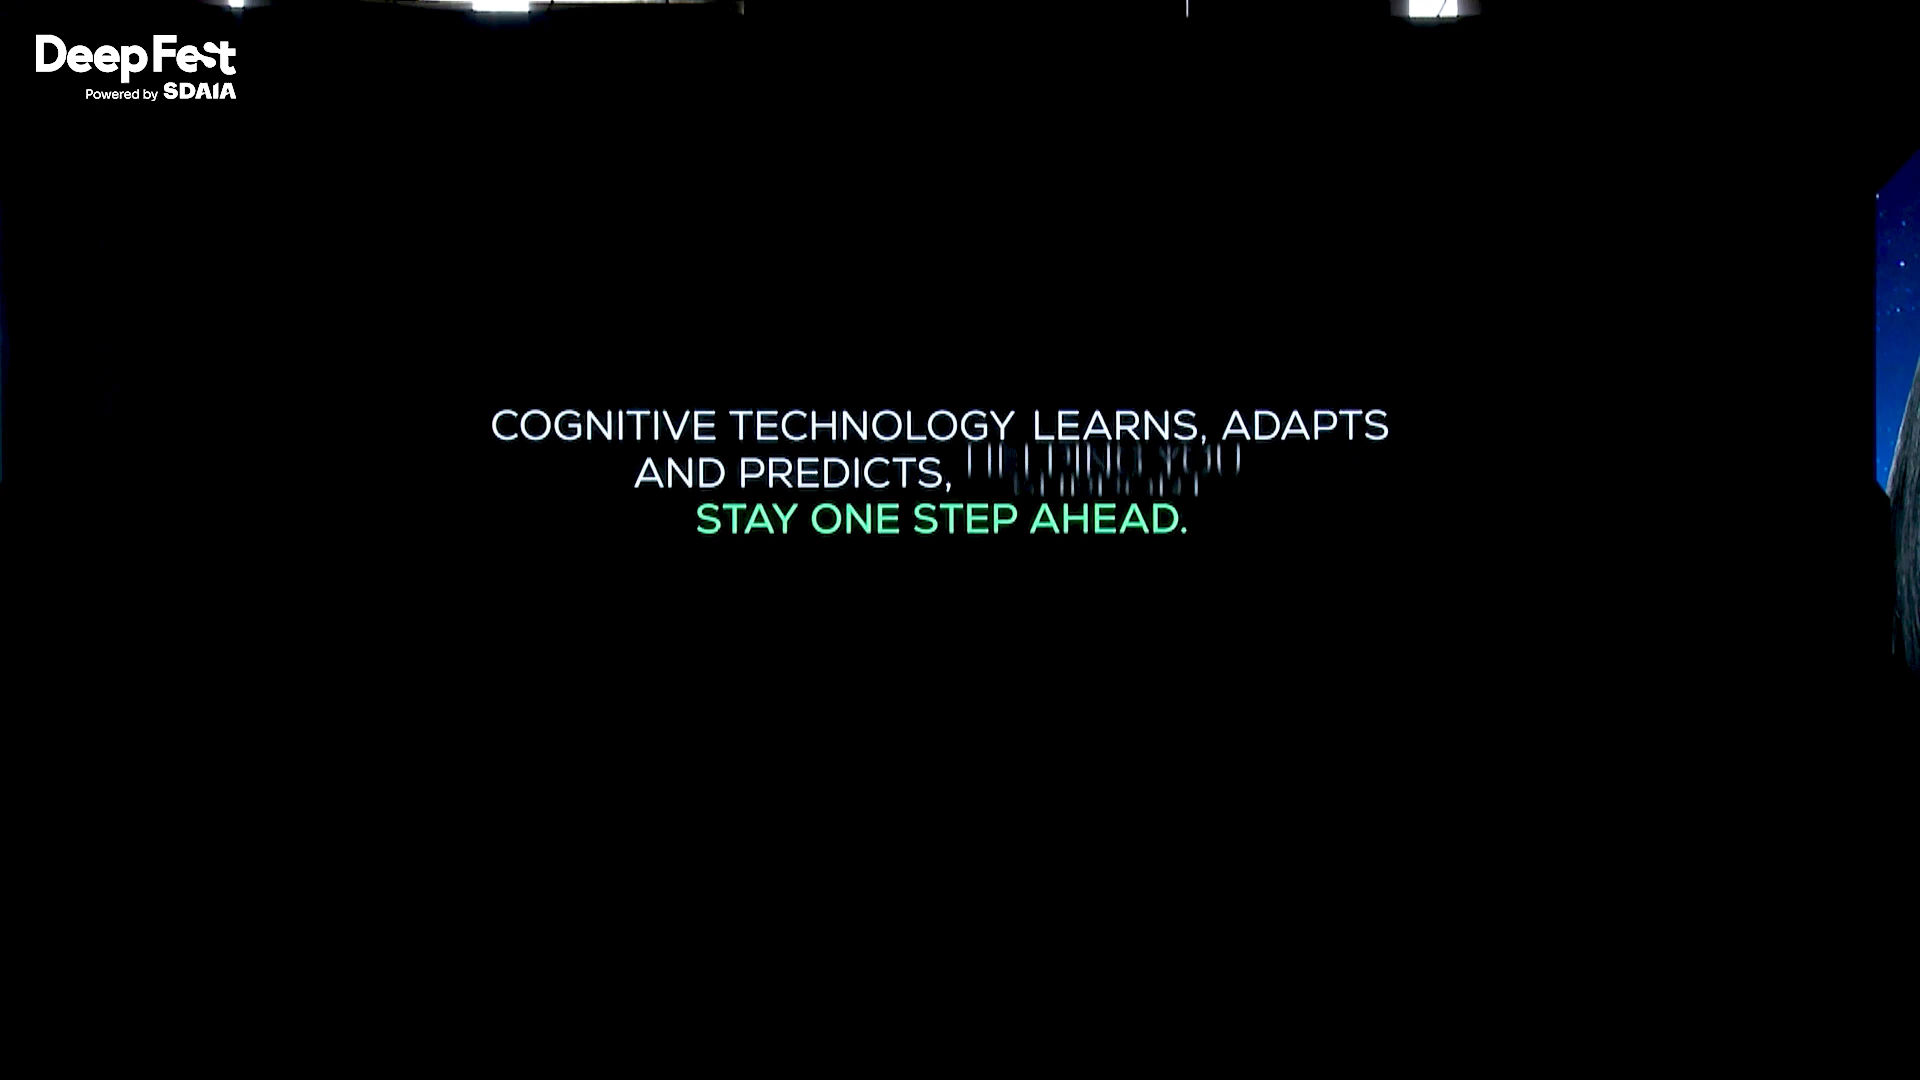 DeepFest
Powered by SDAIA
COGNITIVE TECHNOLOGY LEARNS, ADAPTS
AND PREDICTS,
STAY ONE STEP AHEAD.